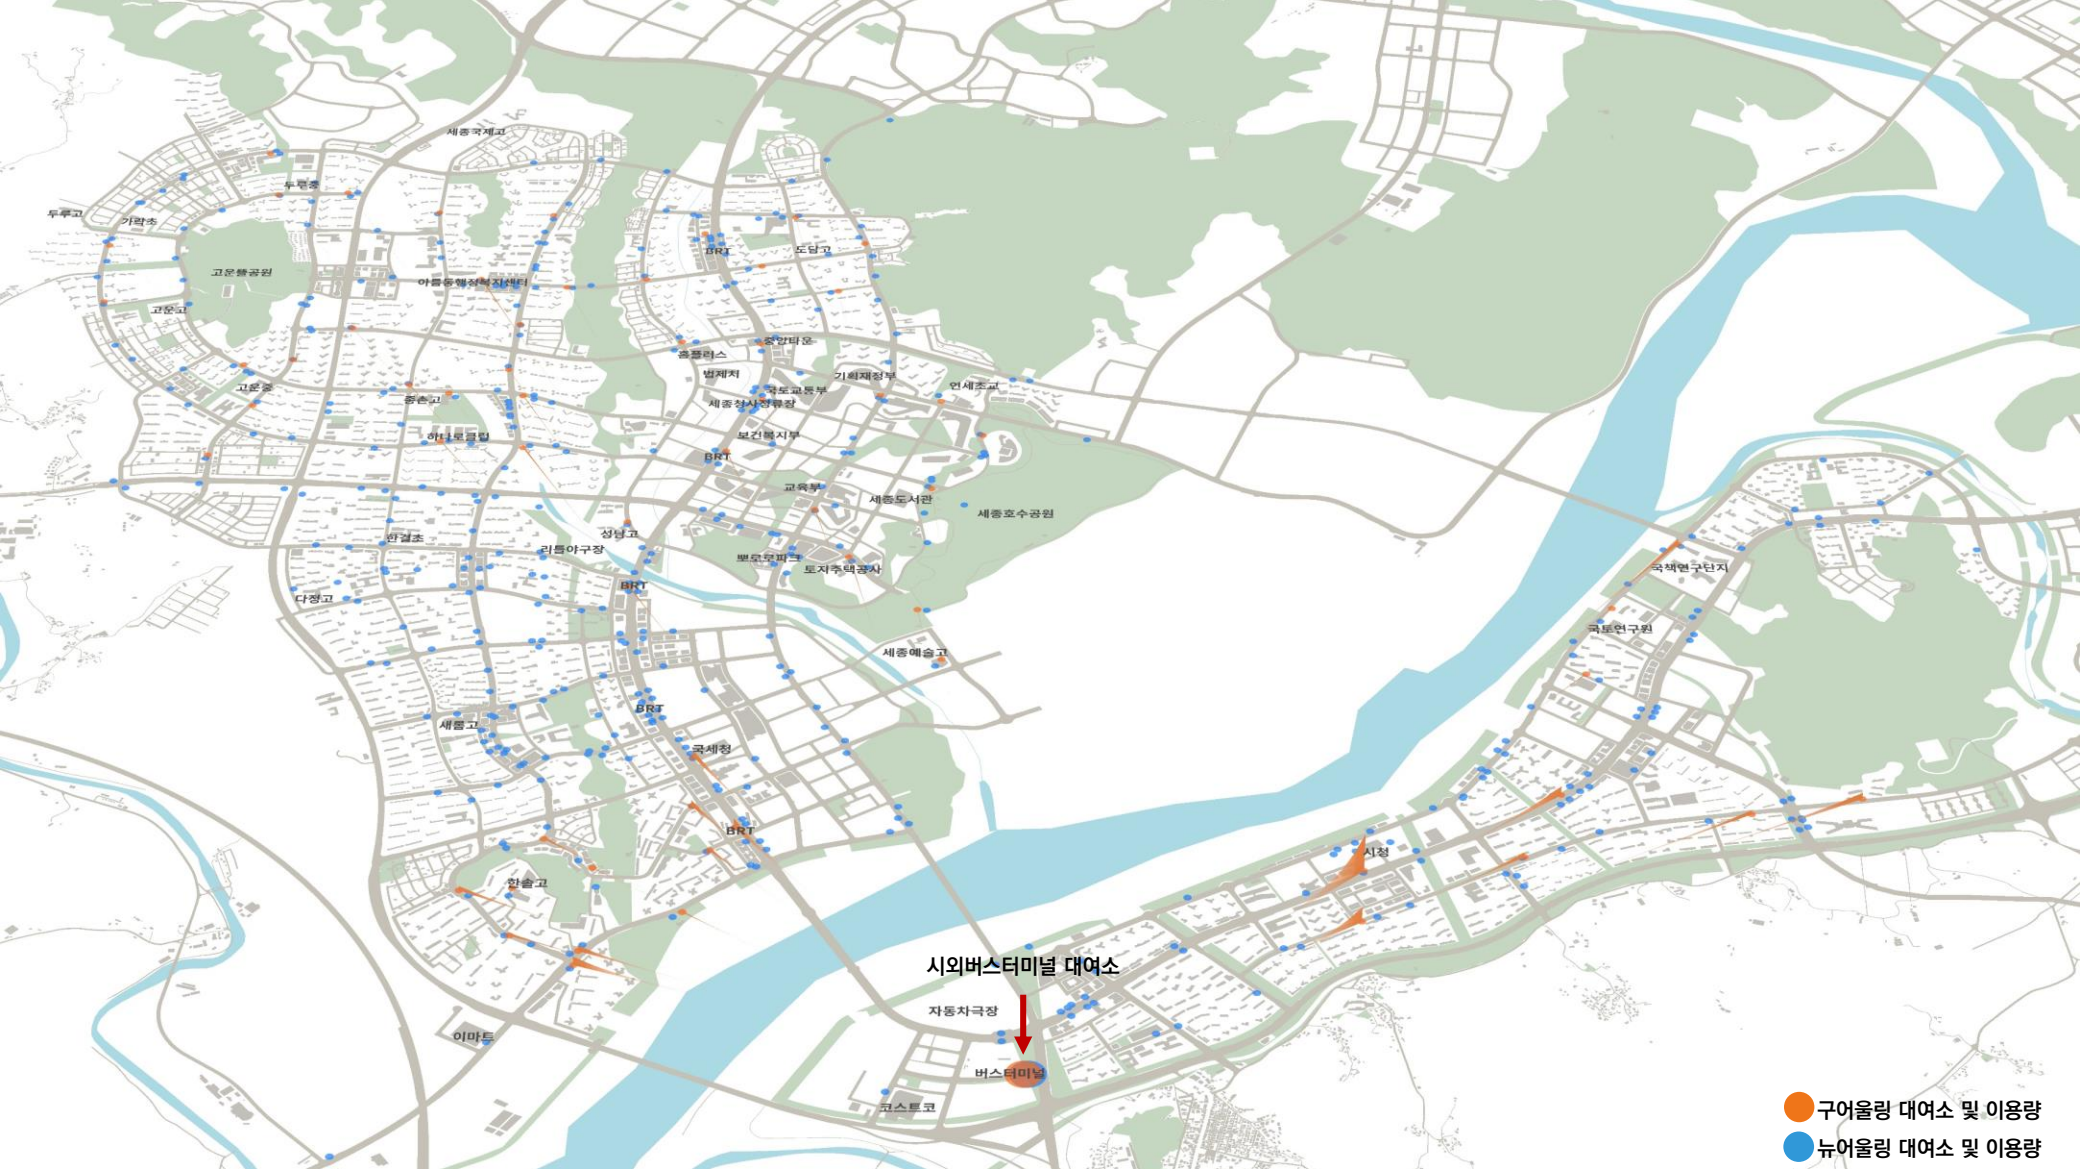 세종국제고
두루중
두루고
가락초
BRT
도담고
고운뜰공원
아름동행정복지센터
고운고
중앙타운
홈플러스
법제처
기획재정부
고운중
국토교통부
연세초교
종촌고
세종청사정류장
하나로클럽
보건복지부
BRT
교육부
세종도서관
세종호수공원
성남고
한결초
리틀야구장
뽀로로파크
토지주택공사
국책연구단지
BRT
다정고
국토연구원
세종예술고
BRT
새롬고
국세청
BRT
시청
한솔고
시외버스터미널 대여소
자동차극장
이마트
버스터미널
코스트코
구어울링 대여소 및 이용량
뉴어울링 대여소 및 이용량